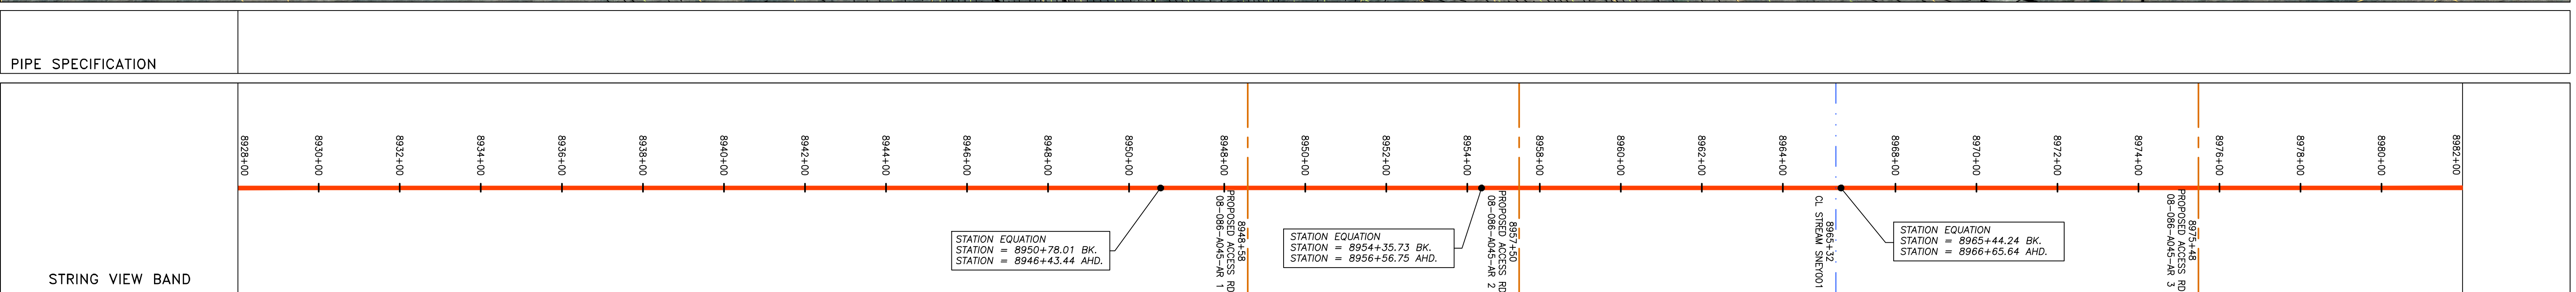 PIPE SPECIFICATION
STRING VIEW BAND
8928+00
8930+00
8932+00
8934+00
8936+00
8938+00
8940+00
8942+00
8944+00
8946+00
8948+00
8950+00
STATION EQUATION
STATION = 8950+78.01 BK.
STATION = 8946+43.44 AHD.
8948+00
8948+58
PROPOSED ACCESS RD
08-086-A045-AR 1
8950+00
8952+00
8954+00
STATION EQUATION
STATION = 8954+35.73 BK.
STATION = 8956+56.75 AHD.
8957+50
PROPOSED ACCESS RD
08-086-A045-AR 2
8958+00
8960+00
8962+00
8964+00
8965+32
CL STREAM SNEY001
STATION EQUATION
STATION = 8965+44.24 BK.
STATION = 8966+65.64 AHD.
8968+00
8970+00
8972+00
8974+00
8975+48
PROPOSED ACCESS RD
08-086-A045-AR 3
8976+00
8978+00
8980+00
8982+00